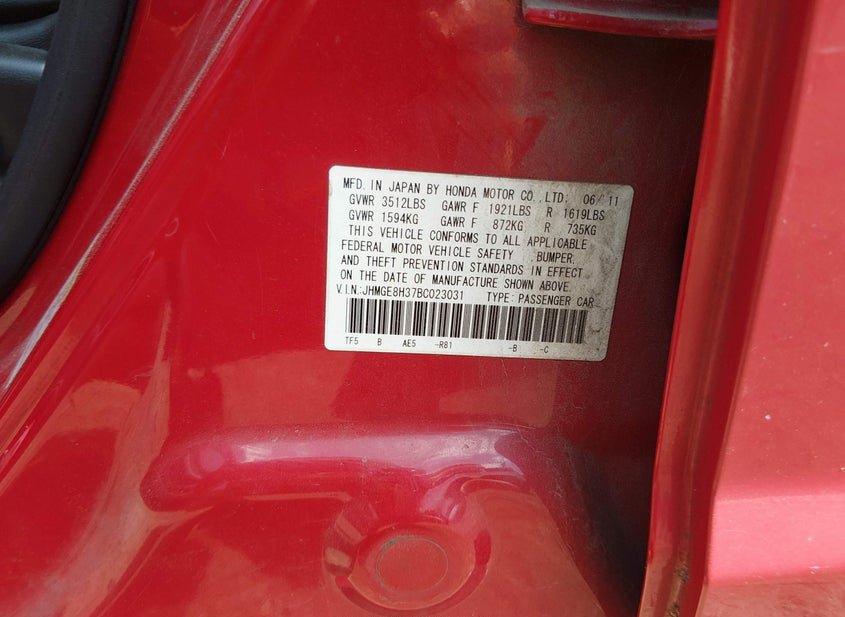 MFD. IN JAPAN BY HONDA MOTOR CO., LTD: 06/11
GVWR 3512LBS GAWR F 1921LBS R 1619LBS
GVWR 1594KG GAWR F 872KG R 735KG
THIS VEHICLE CONFORMS TO ALL APPLICABLE
FEDERAL MOTOR VEHICLE SAFETY , BUMPER,
AND THEFT PREVENTION STANDARDS IN EFFECT
ON THE DATE OF MANUFACTURE SHOWN ABOVE.
V.I.N.:JHMGE8H37BC023031 TYPE: PASSENGER CAR
TF5 B AE5 -R81 -B -C